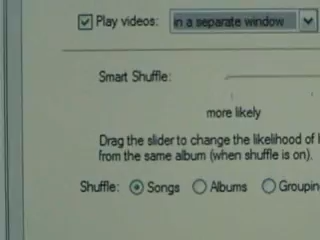 Play videos: in a separate window
Smart Shuffle:
more likely
Drag the slider to change the likelihood of
from the same album (when shuffle is on).
Shuffle: Songs Albums Groupin